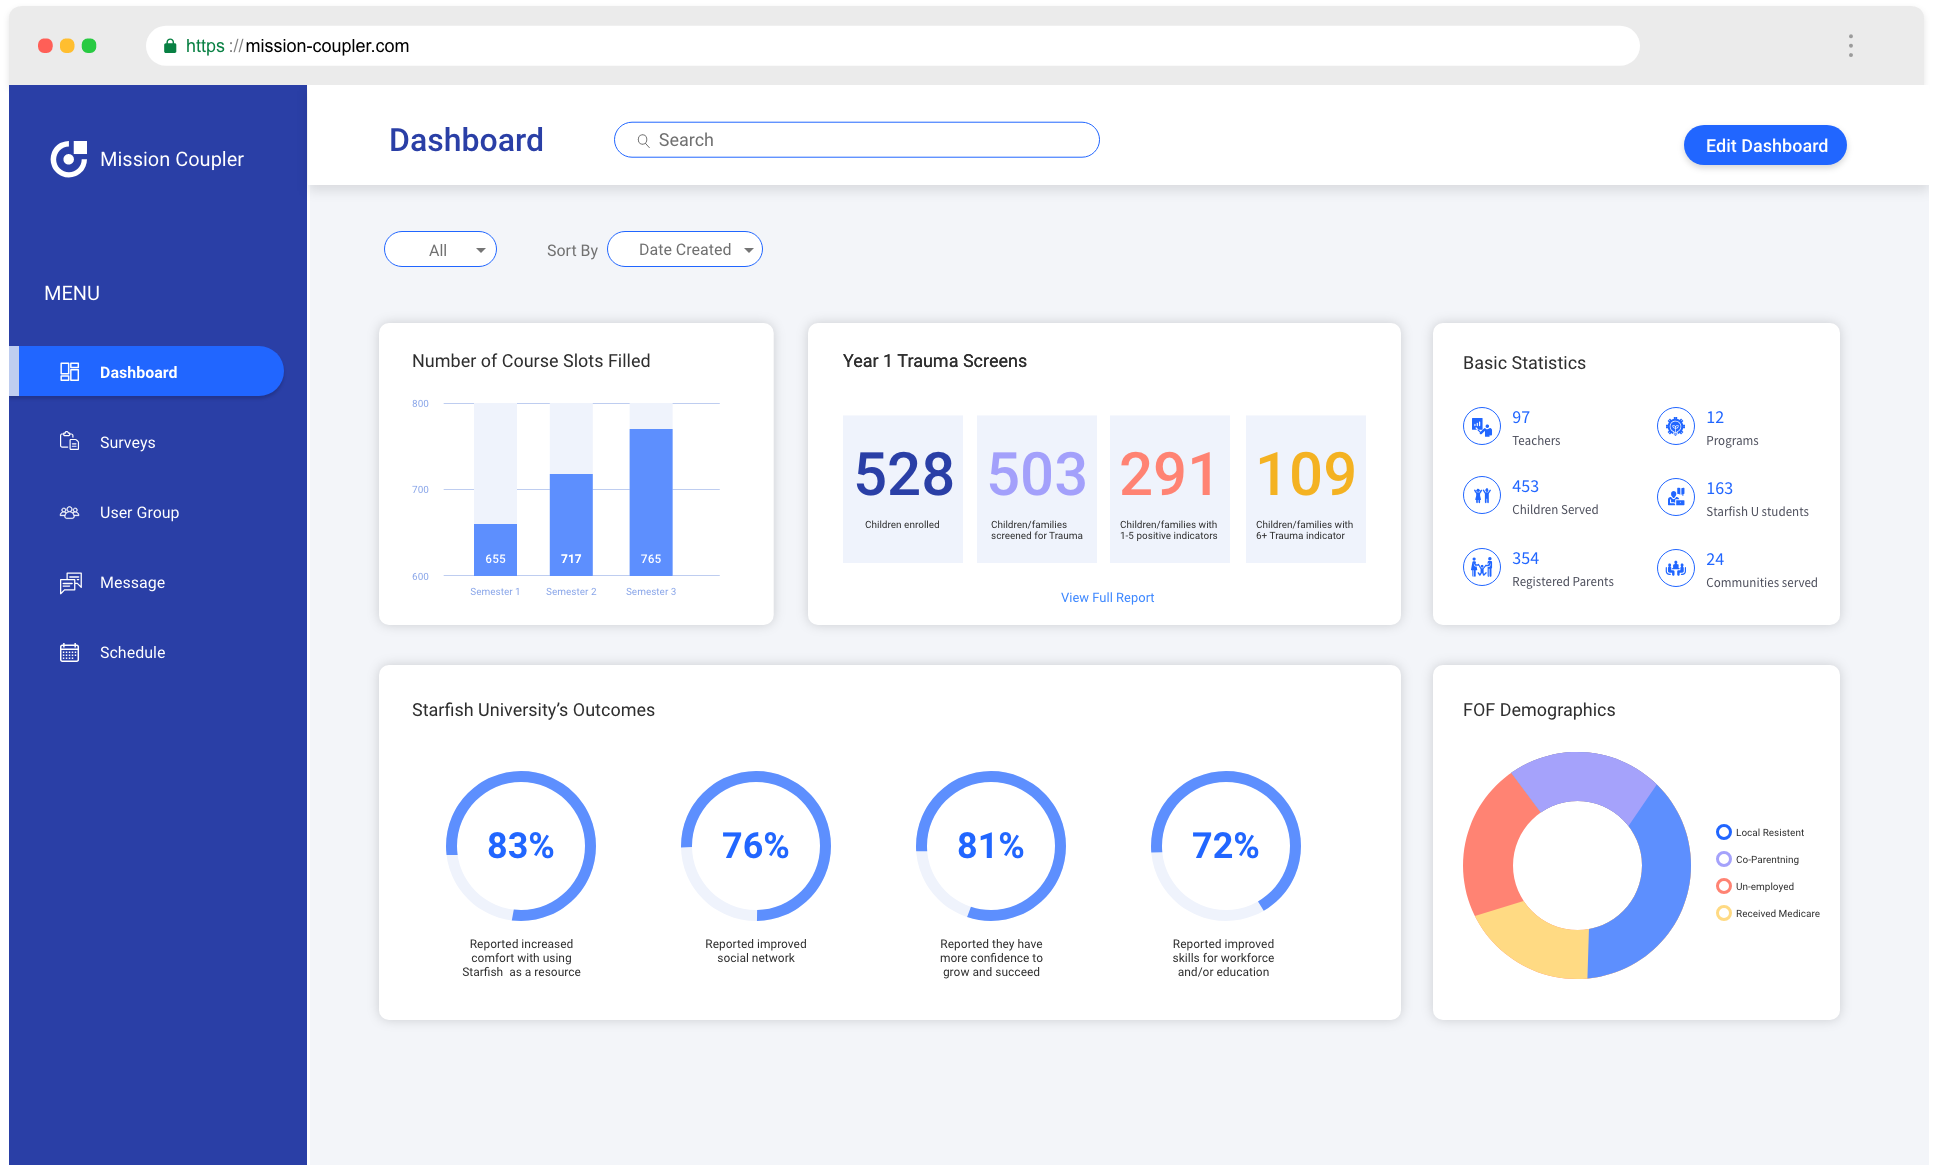 https://mission-coupler.com
Mission Coupler
MENU
Dashboard
Surveys
User Group
Message
Schedule
Dashboard
Search
Edit Dashboard
All
Sort By
Date Created
Number of Course Slots Filled
800
700
600
655
717
765
Semester 1
Semester 2
Semester 3
Year 1 Trauma Screens
528
Children enrolled
503
Children/families
screened for Trauma
291
Children/families with
1-5 positive indicators
109
Children/families with
6+ Trauma indicator
View Full Report
Basic Statistics
97
Teachers
12
Programs
453
Children Served
163
Starfish U students
354
Registered Parents
24
Communities served
Starfish University’s Outcomes
83%
Reported increased
comfort with using
Starfish as a resource
76%
Reported improved
social network
81%
Reported they have
more confidence to
grow and succeed
72%
Reported improved
skills for workforce
and/or education
FOF Demographics
Local Resistent
Co-Parentning
Un-employed
Received Medicare